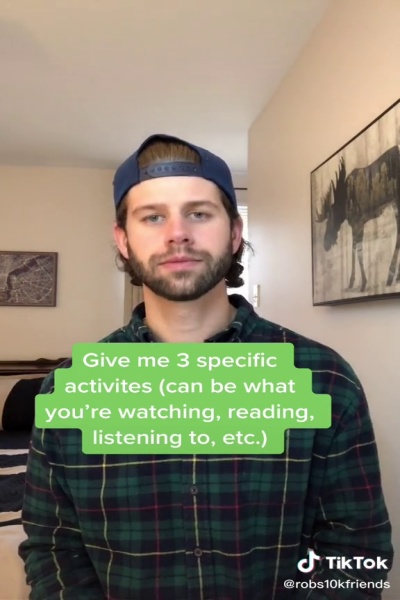 Give me 3 specific
activites (can be what
you're watching, reading,
listening to, etc.)
TikTok
@robs10kfriends